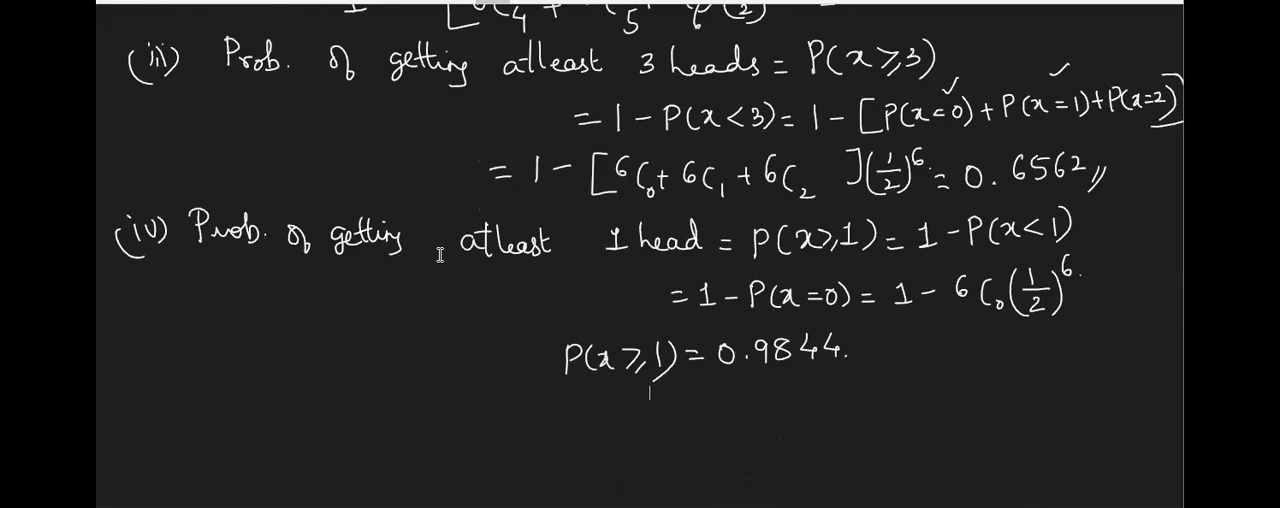 [6C4 + C5
(iii) Prob. of getting atleast 3 heads = P(x≥3)
= 1 - P(x<3) = 1 - [P(x=0) + P(x=1) + P(x=2)]
= 1 - [6C0 + 6C1 + 6C2 ](1/2)^6 = 0.6562
(iv) Prob. of getting atleast 1 head = P(x≥1) = 1 - P(x<1)
= 1 - P(x=0) = 1 - 6C0(1/2)^6.
P(x≥1) = 0.9844.